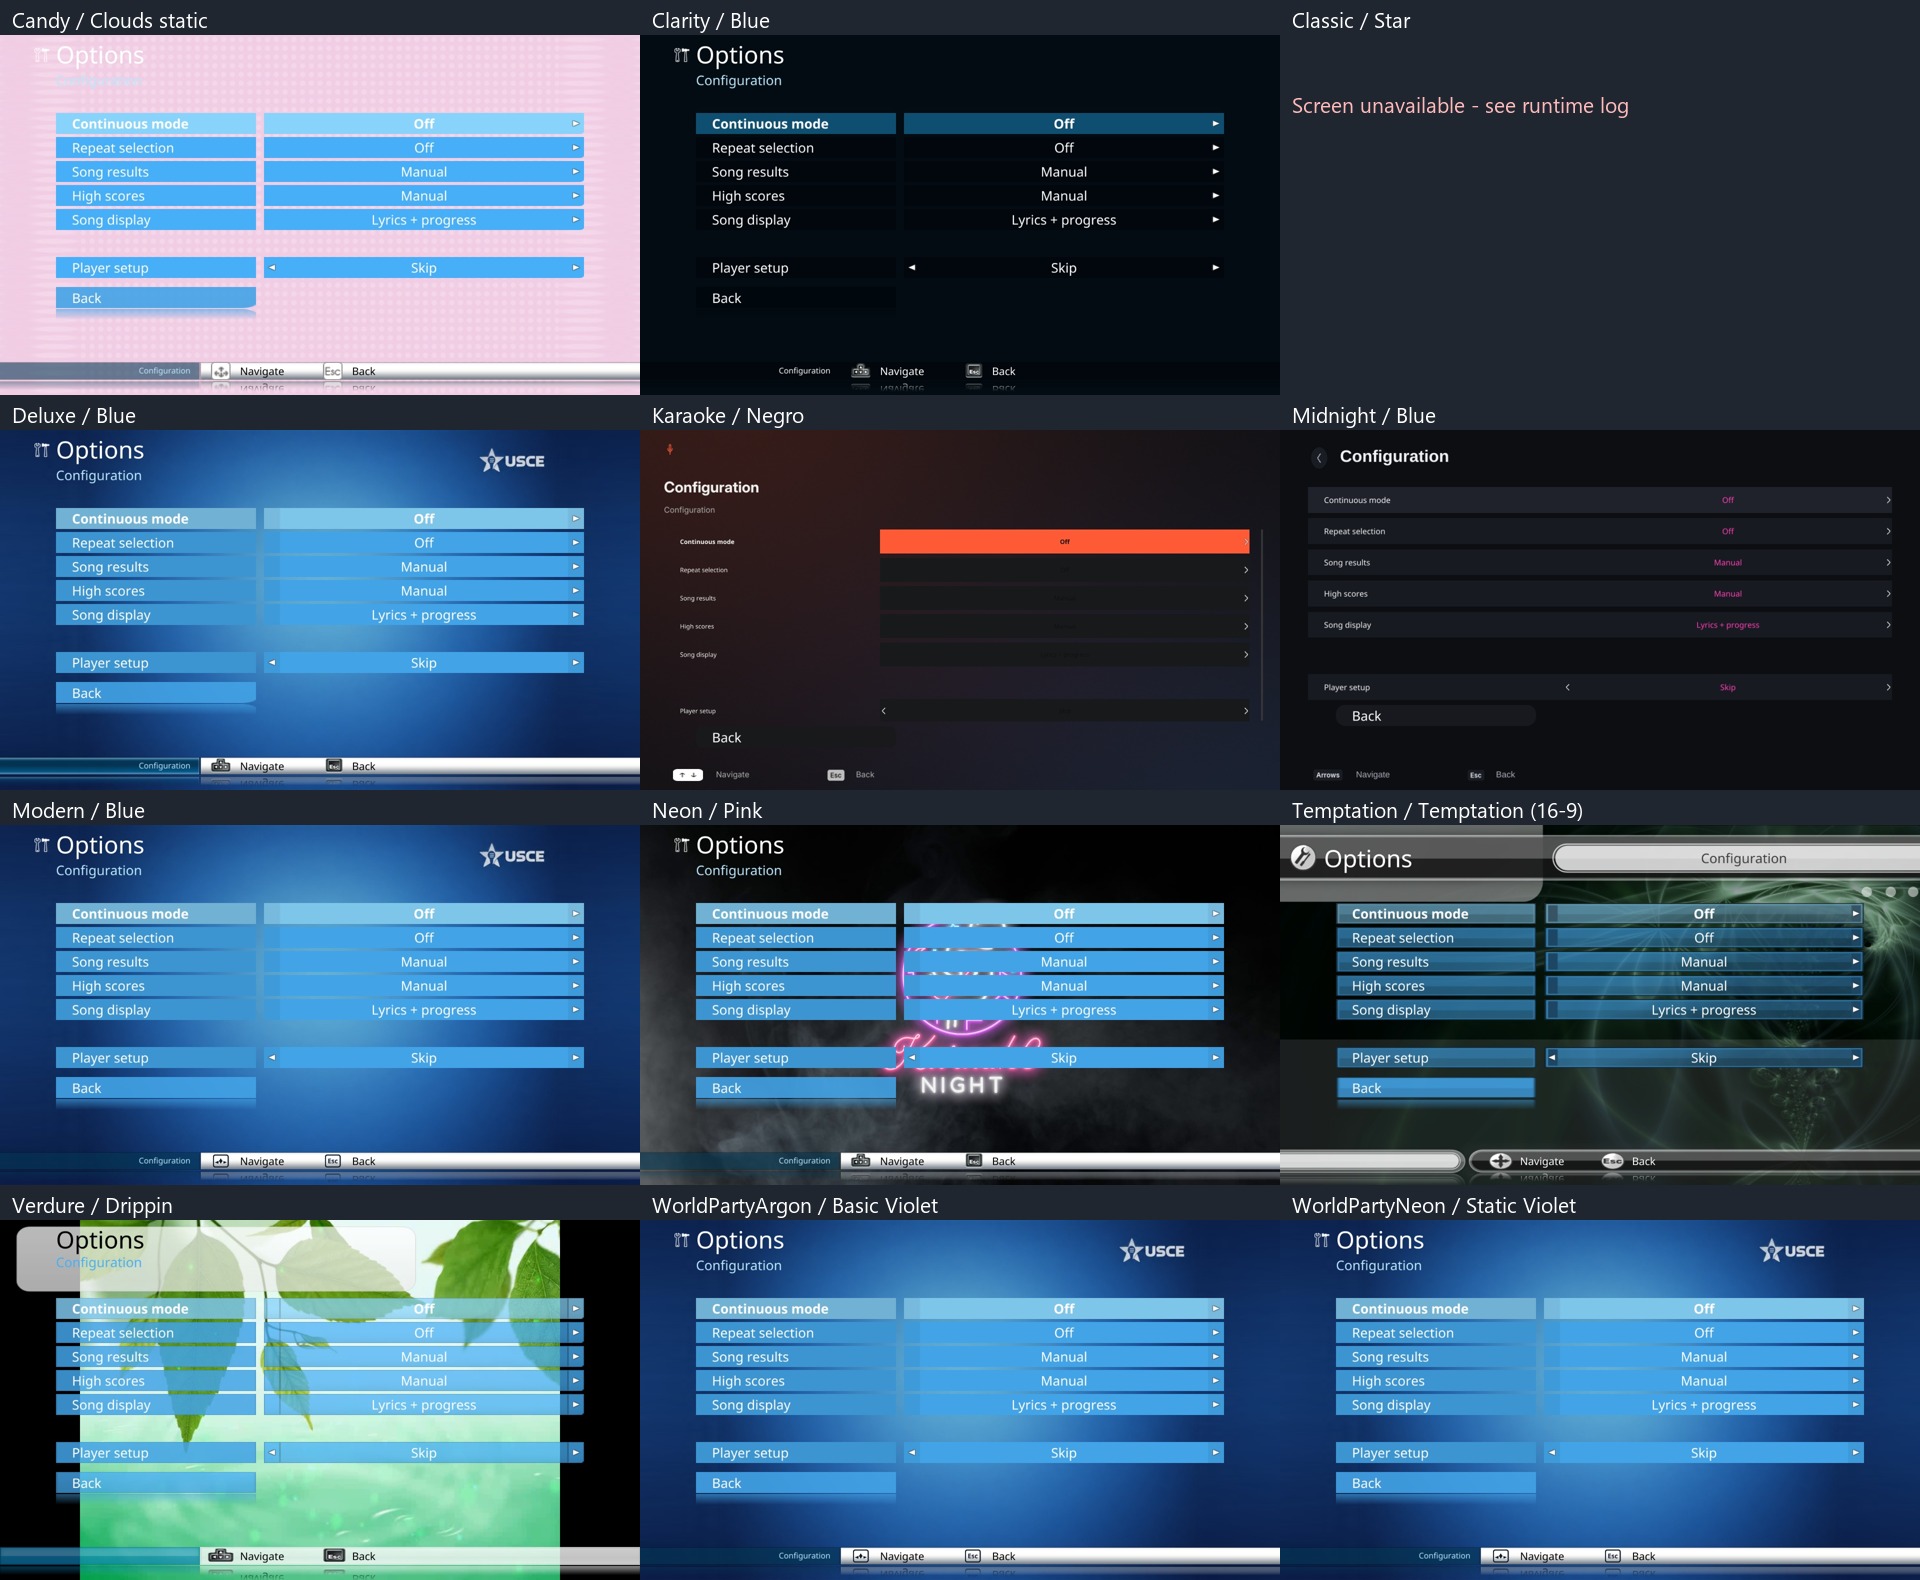 Candy / Clouds static
Options
Configuration
Continuous mode Off
Repeat selection Off
Song results Manual
High scores Manual
Song display Lyrics + progress
Player setup Skip
Back
Configuration Navigate Esc Back
Clarity / Blue
Options
Configuration
Continuous mode Off
Repeat selection Off
Song results Manual
High scores Manual
Song display Lyrics + progress
Player setup Skip
Back
Configuration Navigate Esc Back
Classic / Star
Screen unavailable - see runtime log
Deluxe / Blue
Options
Configuration
USCE
Continuous mode Off
Repeat selection Off
Song results Manual
High scores Manual
Song display Lyrics + progress
Player setup Skip
Back
Configuration Navigate Esc Back
Karaoke / Negro
Configuration
Configuration
Continuous mode Off
Repeat selection
Song results
High scores
Song display
Player setup
Back
Navigate Esc Back
Midnight / Blue
Configuration
Continuous mode Off
Repeat selection Off
Song results Manual
High scores Manual
Song display Lyrics + progress
Player setup Skip
Back
Arrows Navigate Esc Back
Modern / Blue
Options
Configuration
USCE
Continuous mode Off
Repeat selection Off
Song results Manual
High scores Manual
Song display Lyrics + progress
Player setup Skip
Back
Configuration Navigate Esc Back
Neon / Pink
Options
Configuration
Continuous mode Off
Repeat selection Off
Song results Manual
High scores Manual
Song display Lyrics + progress
Player setup Skip
NIGHT
Back
Configuration Navigate Esc Back
Temptation / Temptation (16-9)
Options Configuration
Continuous mode Off
Repeat selection Off
Song results Manual
High scores Manual
Song display Lyrics + progress
Player setup Skip
Back
Navigate Esc Back
Verdure / Drippin
Options
Configuration
Continuous mode Off
Repeat selection Off
Song results Manual
High scores Manual
Song display Lyrics + progress
Player setup Skip
Back
Navigate Esc Back
WorldPartyArgon / Basic Violet
Options
Configuration
USCE
Continuous mode Off
Repeat selection Off
Song results Manual
High scores Manual
Song display Lyrics + progress
Player setup Skip
Back
Configuration Navigate Esc Back
WorldPartyNeon / Static Violet
Options
Configuration
USCE
Continuous mode Off
Repeat selection Off
Song results Manual
High scores Manual
Song display Lyrics + progress
Player setup Skip
Back
Configuration Navigate Esc Back